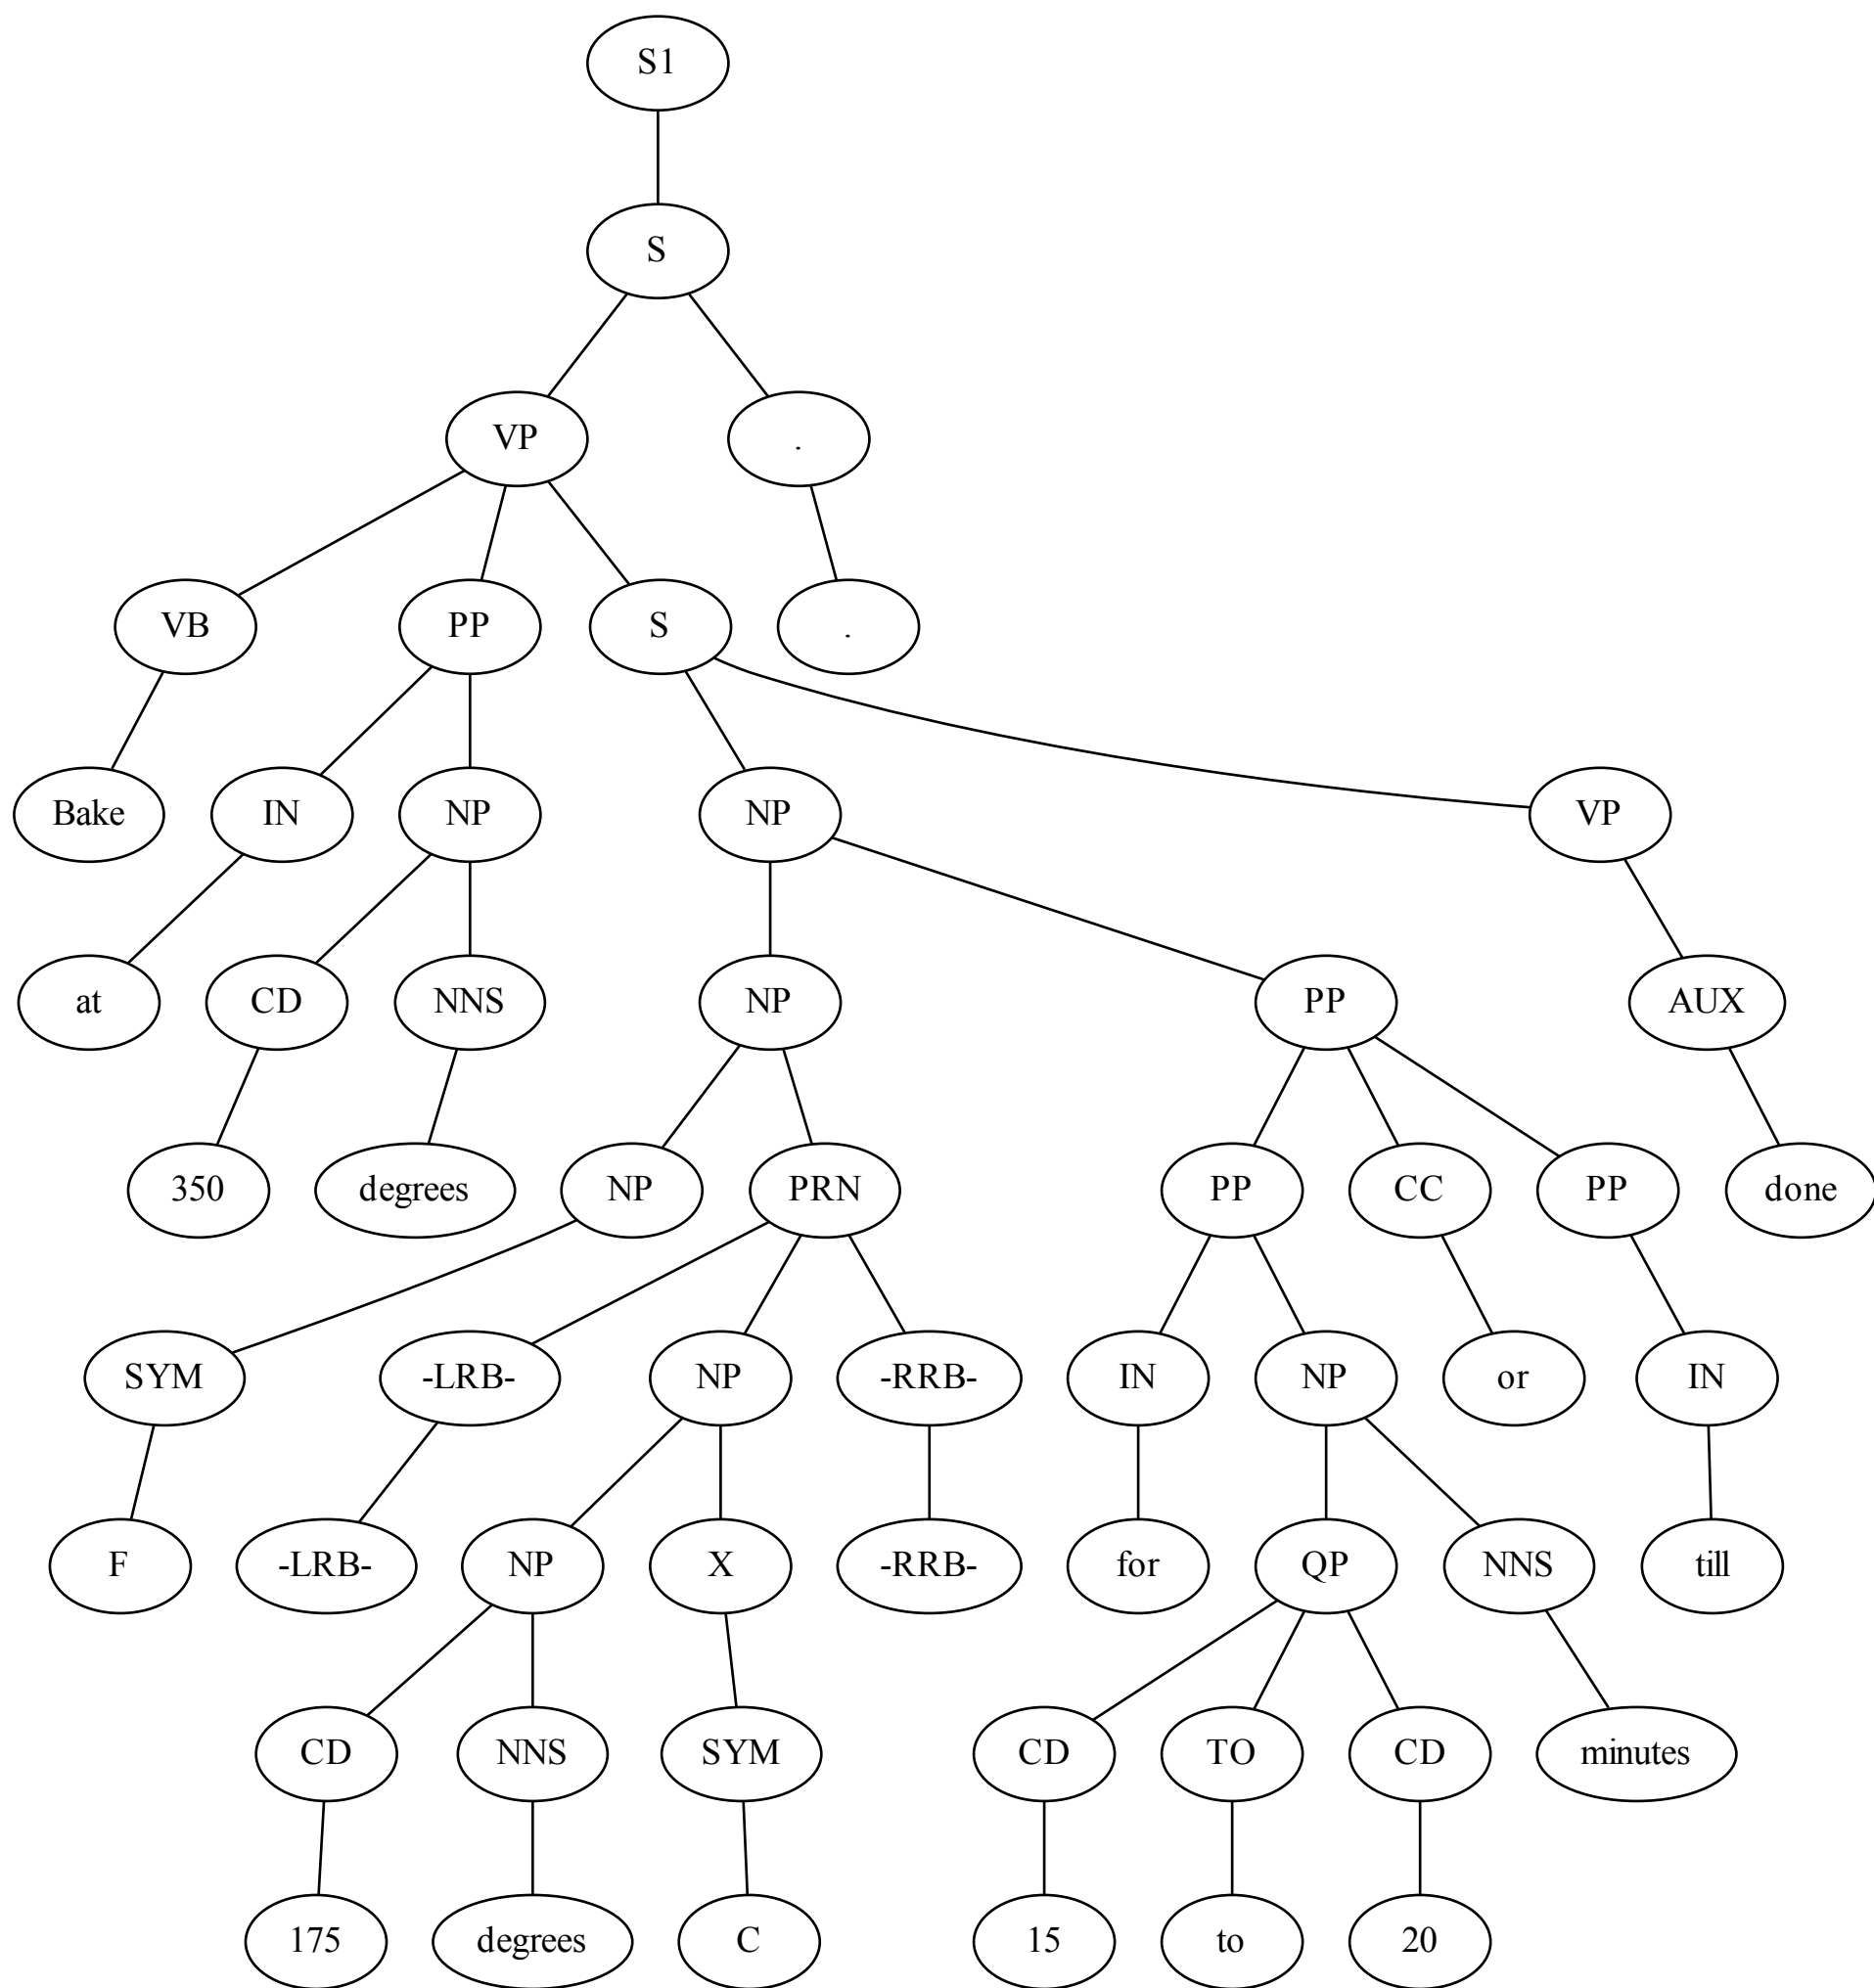 S1
S
VP .
VB PP S .
Bake IN NP NP VP
at CD NNS NP PP AUX
350 degrees NP PRN PP CC PP done
SYM -LRB- NP -RRB- IN NP or IN
F -LRB- NP X -RRB- for QP NNS till
CD NNS SYM CD TO CD minutes
175 degrees C 15 to 20